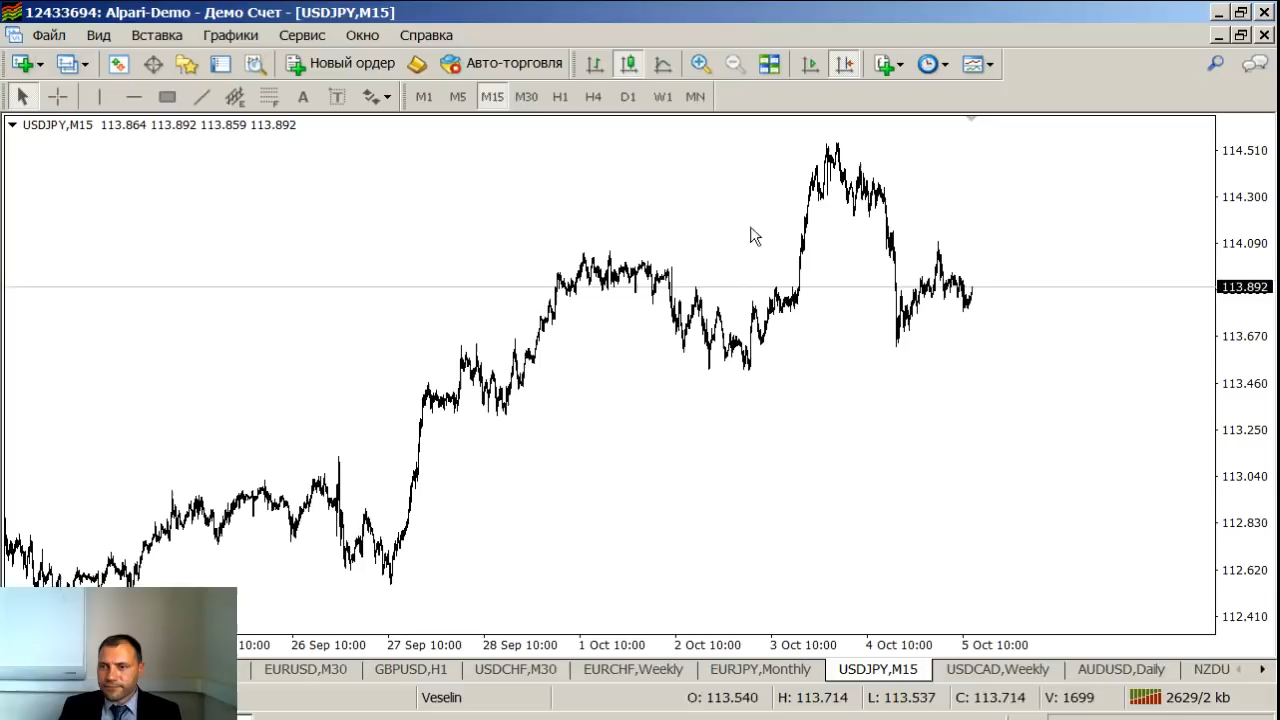 12433694: Alpari-Demo - Демо Счет - [USDJPY,M15]
Файл Вид Вставка Графики Сервис Окно Справка
Новый ордер Авто-торговля
A T M1 M5 M15 M30 H1 H4 D1 W1 MN
USDJPY,M15 113.864 113.892 113.859 113.892
114.510
114.300
114.090
113.892
113.670
113.460
113.250
113.040
112.830
112.620
112.410
10:00 26 Sep 10:00 27 Sep 10:00 28 Sep 10:00 1 Oct 10:00 2 Oct 10:00 3 Oct 10:00 4 Oct 10:00 5 Oct 10:00
EURUSD,M30 GBPUSD,H1 USDCHF,M30 EURCHF,Weekly EURJPY,Monthly USDJPY,M15 USDCAD,Weekly AUDUSD,Daily NZDU
Veselin O: 113.540 H: 113.714 L: 113.537 C: 113.714 V: 1699 2629/2 kb